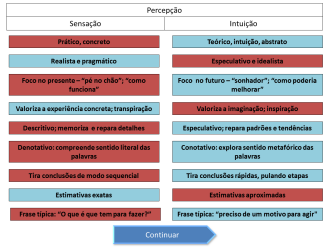 Percepção
Sensação
Intuição
Prático, concreto
Teórico, intuição, abstrato
Realista e pragmático
Especulativo e idealista
Foco no presente – "pé no chão"; "como
funciona"
Foco no futuro – "sonhador"; "como poderia
melhorar"
Valoriza a experiência concreta; transpiração
Valoriza a imaginação; inspiração
Descritivo; memoriza e repara detalhes
Especulativo; repara padrões e tendências
Denotativo: compreende sentido literal das
palavras
Conotativo: explora sentido metafórico das
palavras
Tira conclusões de modo sequencial
Tira conclusões rápidas, pulando etapas
Estimativas exatas
Estimativas aproximadas
Frase típica: "O que é que tem para fazer?"
Frase típica: "preciso de um motivo para agir"
Continuar